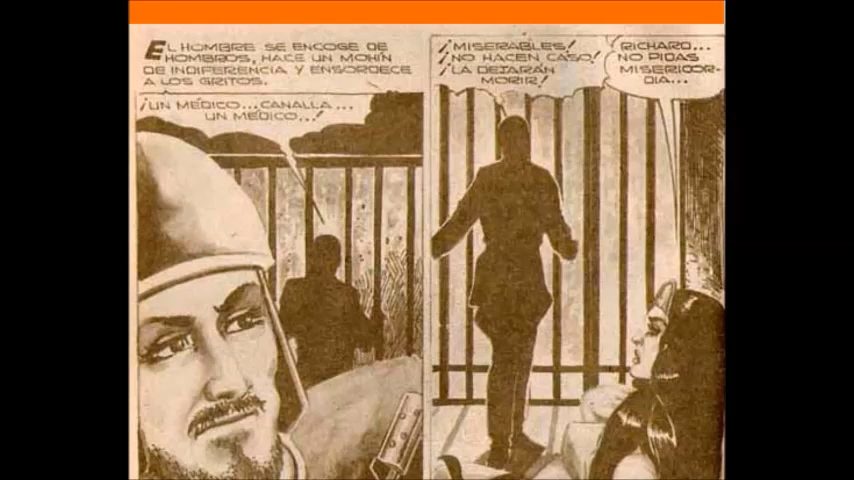 EL HOMBRE SE ENCOGE DE
HOMBROS, HACE UN MOHÍN
DE INDIFERENCIA Y ENSORDECE
A LOS GRITOS.
¡UN MÉDICO...CANALLA...
UN MÉDICO...!
¡MISERABLES!
¡NO HACEN CASO!
¡LA DEJARÁN
MORIR!
RICHARD...
NO PIDAS
MISERICOR-
DIA...